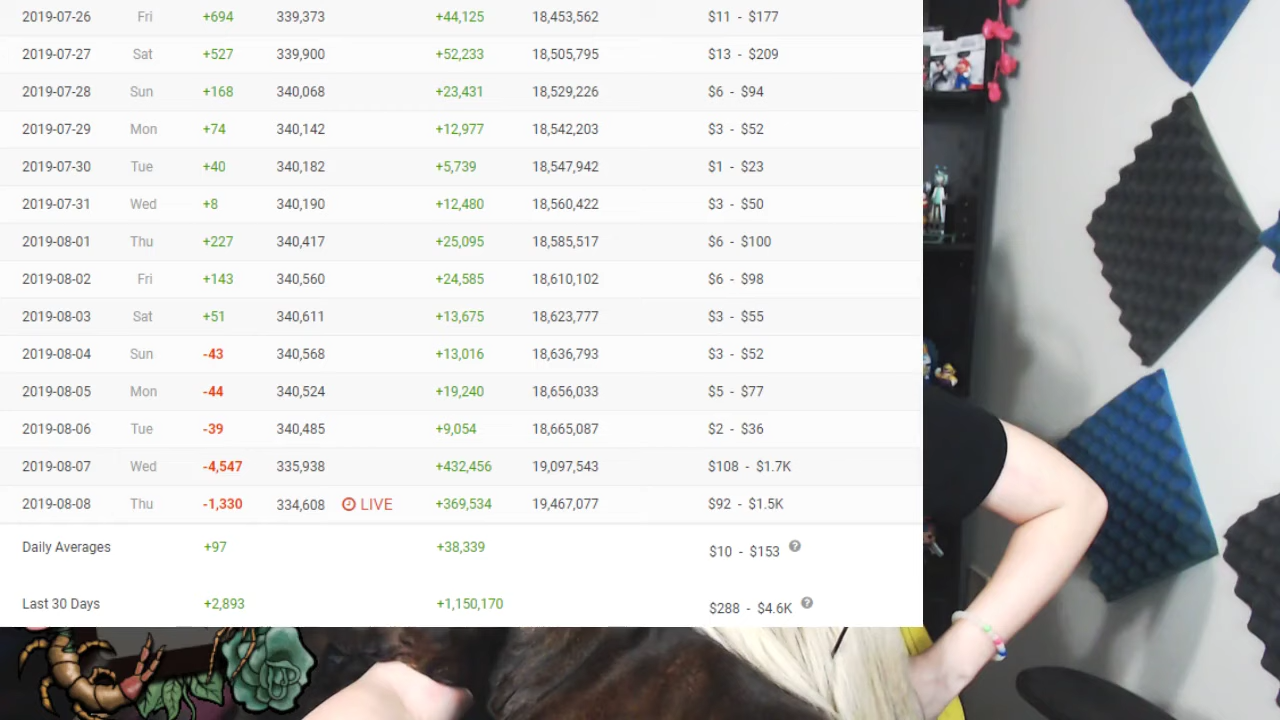 2019-07-26 Fri +694 339,373 +44,125 18,453,562 $11 - $177
2019-07-27 Sat +527 339,900 +52,233 18,505,795 $13 - $209
2019-07-28 Sun +168 340,068 +23,431 18,529,226 $6 - $94
2019-07-29 Mon +74 340,142 +12,977 18,542,203 $3 - $52
2019-07-30 Tue +40 340,182 +5,739 18,547,942 $1 - $23
2019-07-31 Wed +8 340,190 +12,480 18,560,422 $3 - $50
2019-08-01 Thu +227 340,417 +25,095 18,585,517 $6 - $100
2019-08-02 Fri +143 340,560 +24,585 18,610,102 $6 - $98
2019-08-03 Sat +51 340,611 +13,675 18,623,777 $3 - $55
2019-08-04 Sun -43 340,568 +13,016 18,636,793 $3 - $52
2019-08-05 Mon -44 340,524 +19,240 18,656,033 $5 - $77
2019-08-06 Tue -39 340,485 +9,054 18,665,087 $2 - $36
2019-08-07 Wed -4,547 335,938 +432,456 19,097,543 $108 - $1.7K
2019-08-08 Thu -1,330 334,608 LIVE +369,534 19,467,077 $92 - $1.5K
Daily Averages +97 +38,339 $10 - $153 ?
Last 30 Days +2,893 +1,150,170 $288 - $4.6K ?